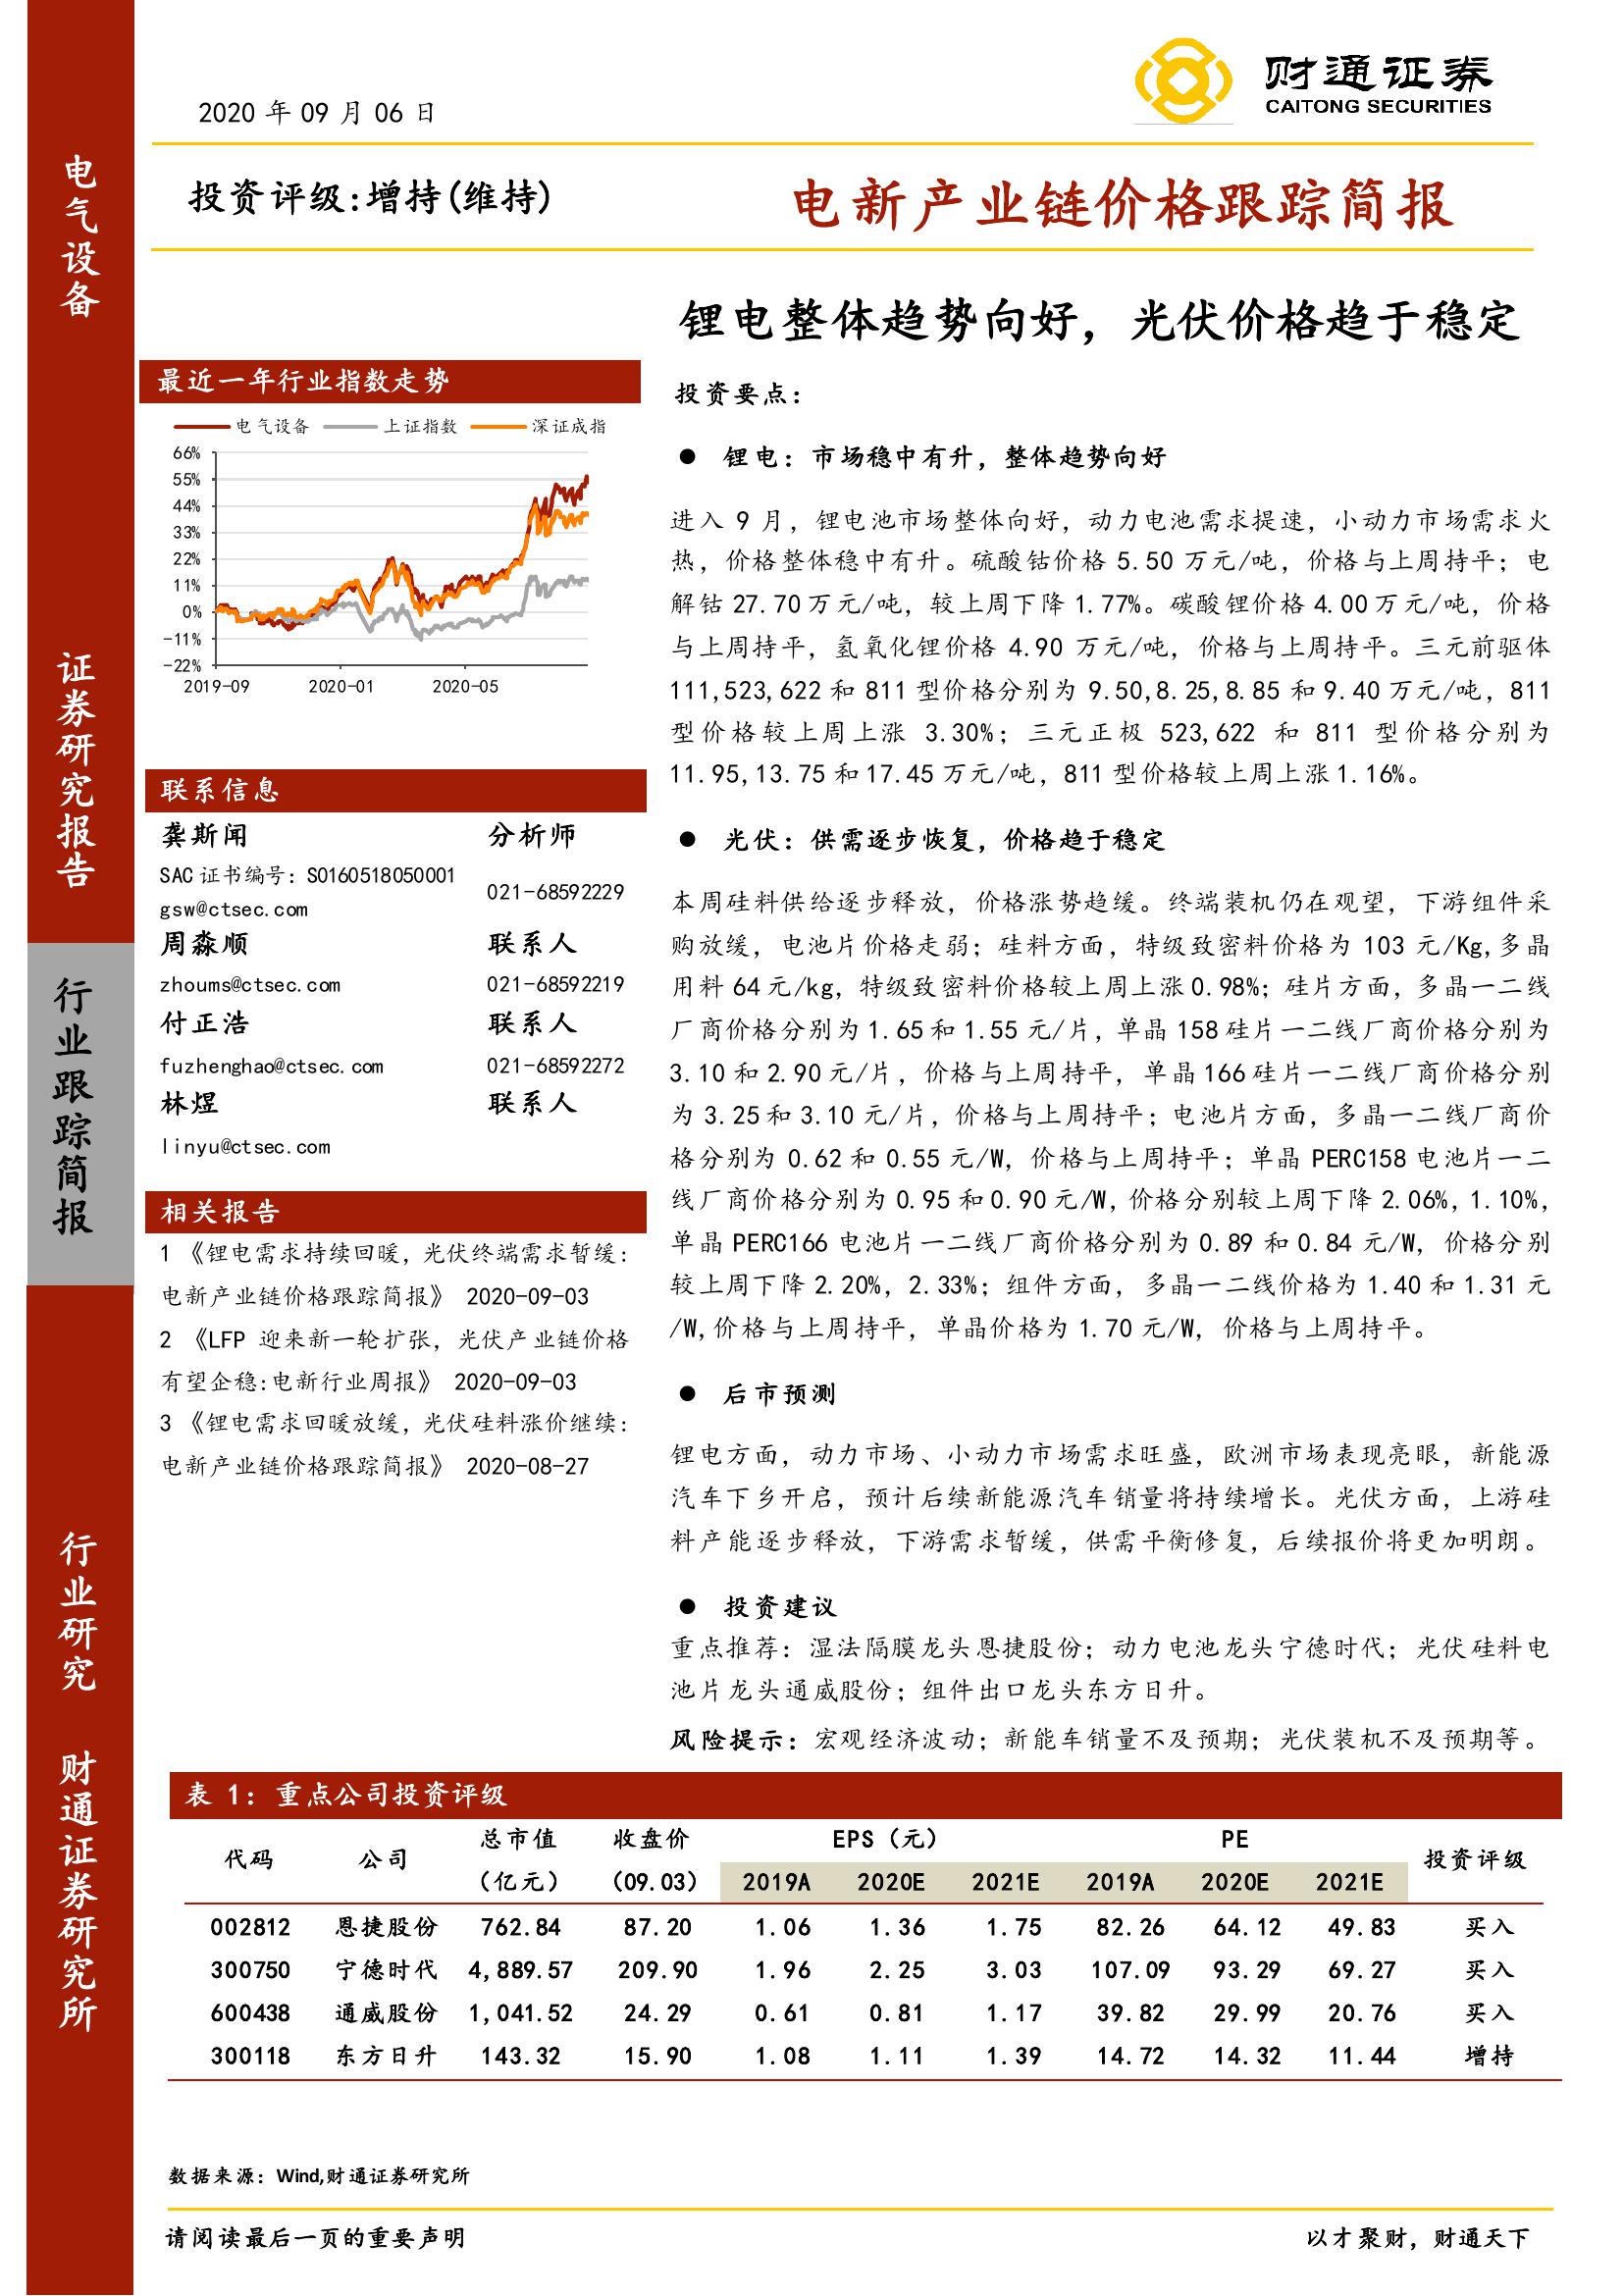 2020 年 09 月 06 日
财通证券
CAITONG SECURITIES
投资评级:增持(维持)
电新产业链价格跟踪简报
电气设备
证券研究报告
行业跟踪简报
行业研究
财通证券研究所
锂电整体趋势向好，光伏价格趋于稳定
最近一年行业指数走势
电气设备 上证指数 深证成指
66%
55%
44%
33%
22%
11%
0%
-11%
-22%
2019-09 2020-01 2020-05
联系信息
龚斯闻 分析师
SAC 证书编号：S0160518050001
021-68592229
gsw@ctsec.com
周淼顺 联系人
zhoums@ctsec.com 021-68592219
付正浩 联系人
fuzhenghao@ctsec.com 021-68592272
林煜 联系人
linyu@ctsec.com
相关报告
1 《锂电需求持续回暖，光伏终端需求暂缓:
电新产业链价格跟踪简报》 2020-09-03
2 《LFP 迎来新一轮扩张，光伏产业链价格
有望企稳:电新行业周报》 2020-09-03
3 《锂电需求回暖放缓，光伏硅料涨价继续:
电新产业链价格跟踪简报》 2020-08-27
投资要点：
● 锂电：市场稳中有升，整体趋势向好
进入 9 月，锂电池市场整体向好，动力电池需求提速，小动力市场需求火
热，价格整体稳中有升。硫酸钴价格 5.50 万元/吨，价格与上周持平；电
解钴 27.70 万元/吨，较上周下降 1.77%。碳酸锂价格 4.00 万元/吨，价格
与上周持平，氢氧化锂价格 4.90 万元/吨，价格与上周持平。三元前驱体
111,523,622 和 811 型价格分别为 9.50,8.25,8.85 和 9.40 万元/吨，811
型价格较上周上涨 3.30%；三元正极 523,622 和 811 型价格分别为
11.95,13.75 和 17.45 万元/吨，811 型价格较上周上涨 1.16%。
● 光伏：供需逐步恢复，价格趋于稳定
本周硅料供给逐步释放，价格涨势趋缓。终端装机仍在观望，下游组件采
购放缓，电池片价格走弱；硅料方面，特级致密料价格为 103 元/Kg,多晶
用料 64 元/kg，特级致密料价格较上周上涨 0.98%；硅片方面，多晶一二线
厂商价格分别为 1.65 和 1.55 元/片，单晶 158 硅片一二线厂商价格分别为
3.10 和 2.90 元/片，价格与上周持平，单晶 166 硅片一二线厂商价格分别
为 3.25 和 3.10 元/片，价格与上周持平；电池片方面，多晶一二线厂商价
格分别为 0.62 和 0.55 元/W，价格与上周持平；单晶 PERC158 电池片一二
线厂商价格分别为 0.95 和 0.90 元/W，价格分别较上周下降 2.06%，1.10%，
单晶 PERC166 电池片一二线厂商价格分别为 0.89 和 0.84 元/W，价格分别
较上周下降 2.20%，2.33%；组件方面，多晶一二线价格为 1.40 和 1.31 元
/W,价格与上周持平，单晶价格为 1.70 元/W，价格与上周持平。
● 后市预测
锂电方面，动力市场、小动力市场需求旺盛，欧洲市场表现亮眼，新能源
汽车下乡开启，预计后续新能源汽车销量将持续增长。光伏方面，上游硅
料产能逐步释放，下游需求暂缓，供需平衡修复，后续报价将更加明朗。
● 投资建议
重点推荐：湿法隔膜龙头恩捷股份；动力电池龙头宁德时代；光伏硅料电
池片龙头通威股份；组件出口龙头东方日升。
风险提示：宏观经济波动；新能车销量不及预期；光伏装机不及预期等。
表 1：重点公司投资评级
代码 公司 总市值（亿元） 收盘价（09.03） EPS（元） PE 投资评级
2019A 2020E 2021E 2019A 2020E 2021E
002812 恩捷股份 762.84 87.20 1.06 1.36 1.75 82.26 64.12 49.83 买入
300750 宁德时代 4,889.57 209.90 1.96 2.25 3.03 107.09 93.29 69.27 买入
600438 通威股份 1,041.52 24.29 0.61 0.81 1.17 39.82 29.99 20.76 买入
300118 东方日升 143.32 15.90 1.08 1.11 1.39 14.72 14.32 11.44 增持
数据来源：Wind,财通证券研究所
请阅读最后一页的重要声明
以才聚财，财通天下